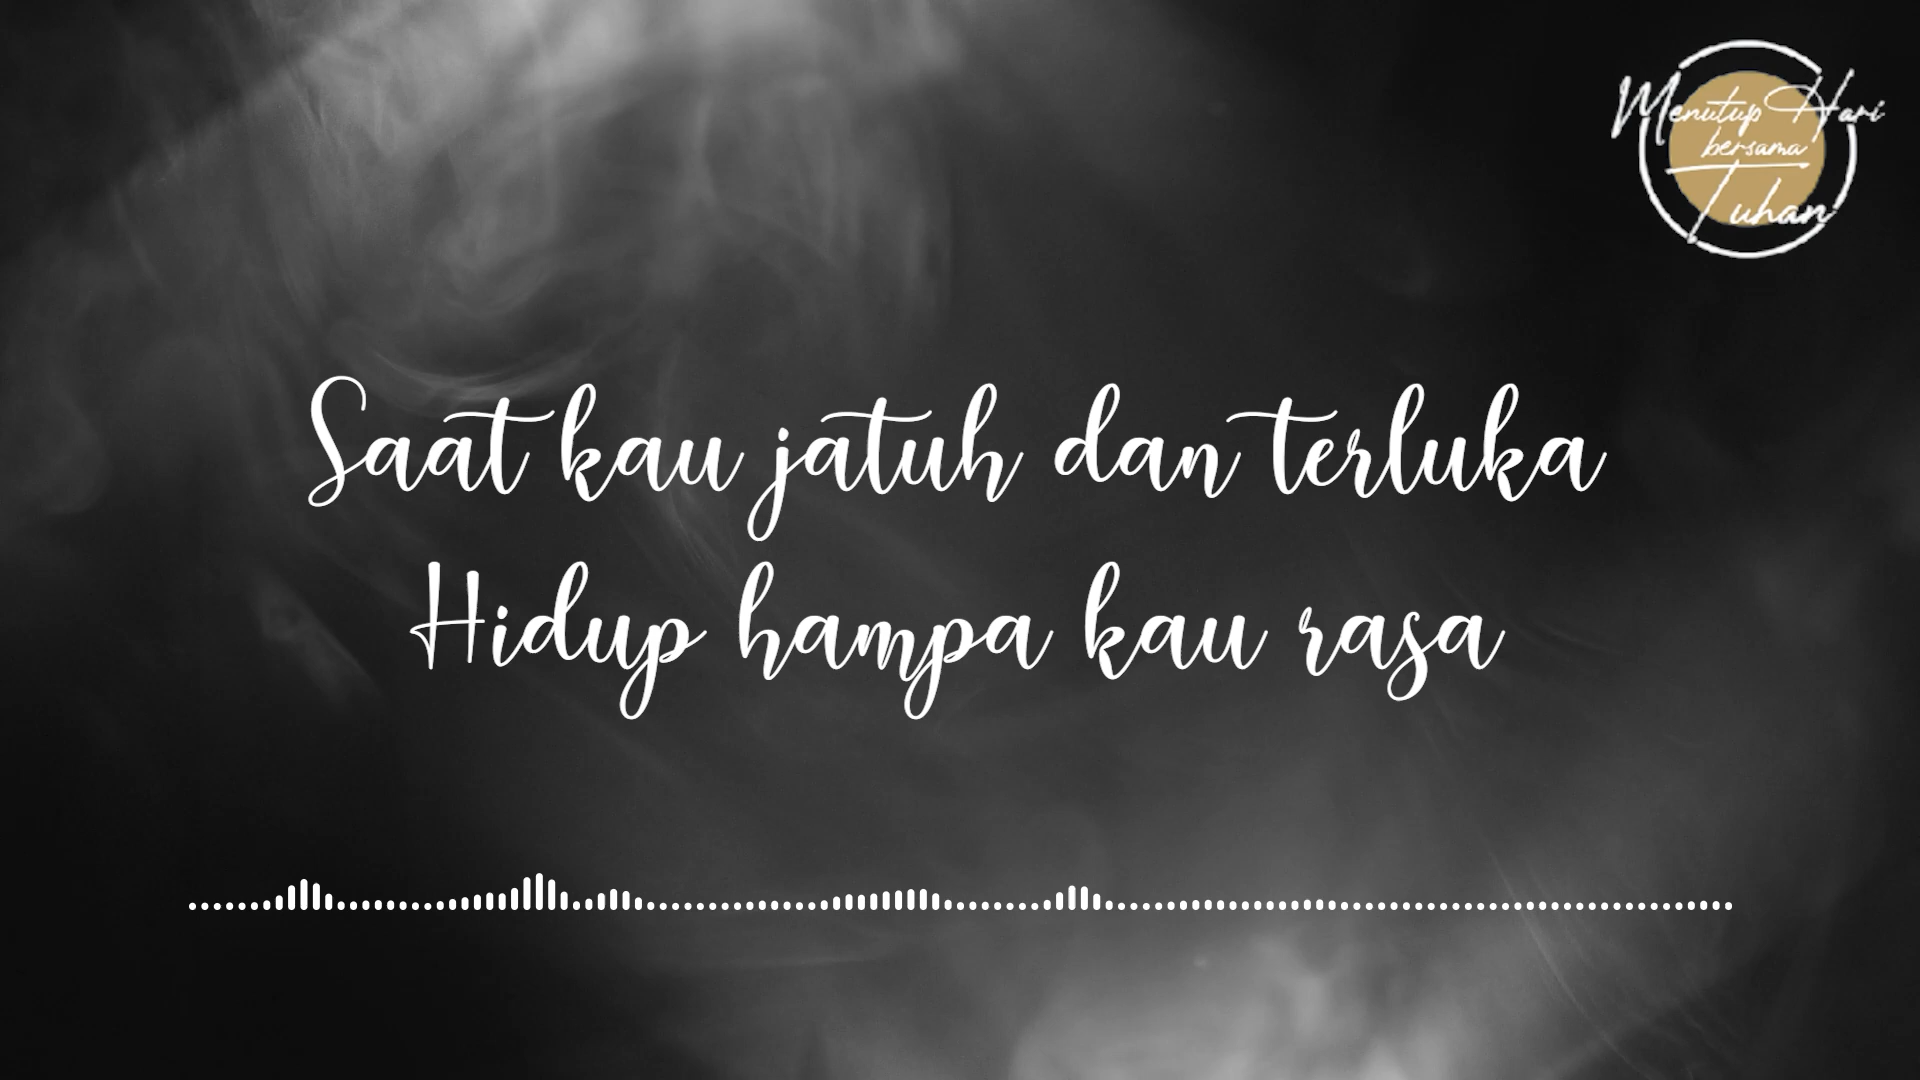 Menutup Hari
bersama
Tuhan
Saat kau jatuh dan terluka
Hidup hampa kau rasa